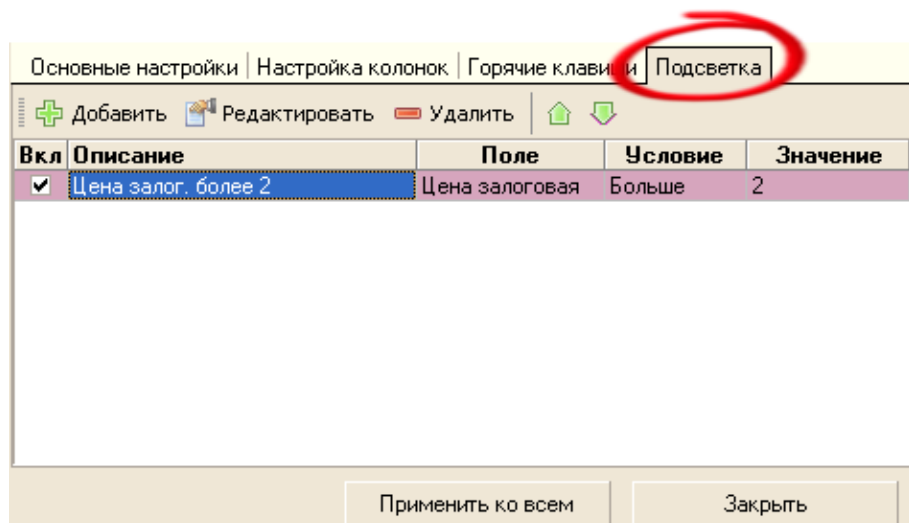 Основные настройки Настройка колонок Горячие клавиши Подсветка
Добавить Редактировать Удалить
Вкл Описание Поле Условие Значение
Цена залог. более 2 Цена залоговая Больше 2
Применить ко всем Закрыть